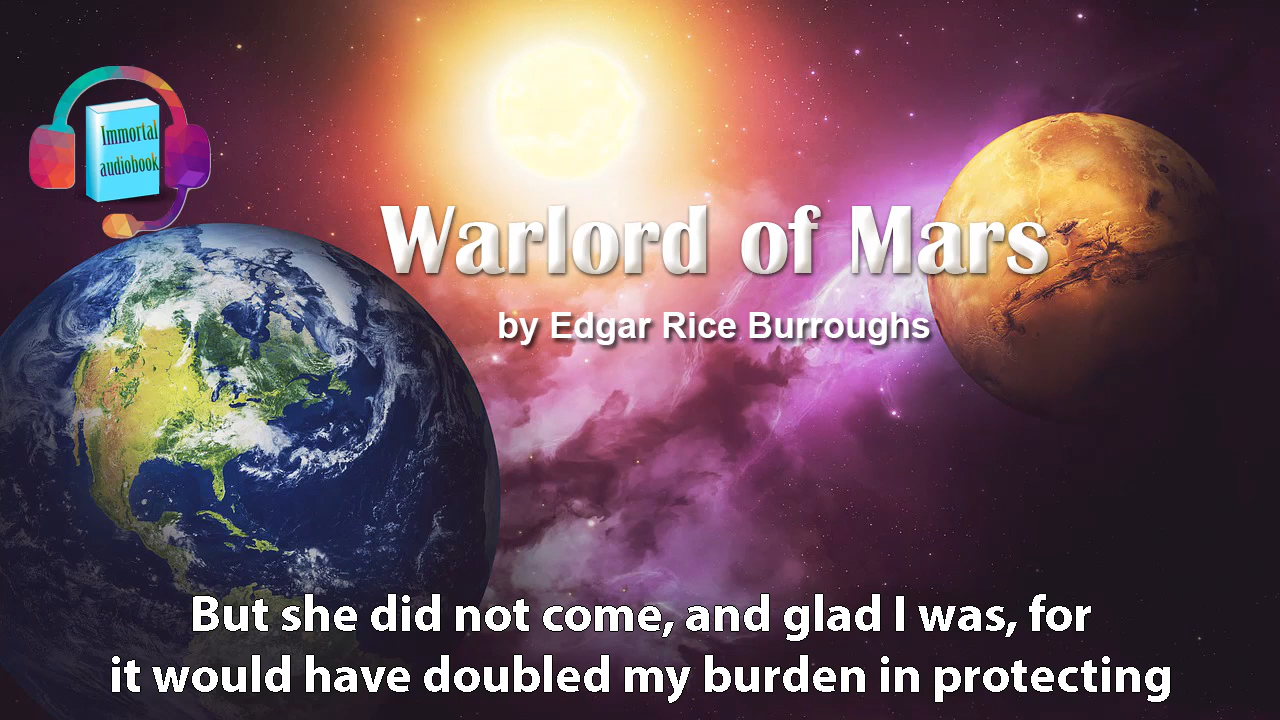 Immortal
audiobook
Warlord of Mars
by Edgar Rice Burroughs
But she did not come, and glad I was, for
it would have doubled my burden in protecting